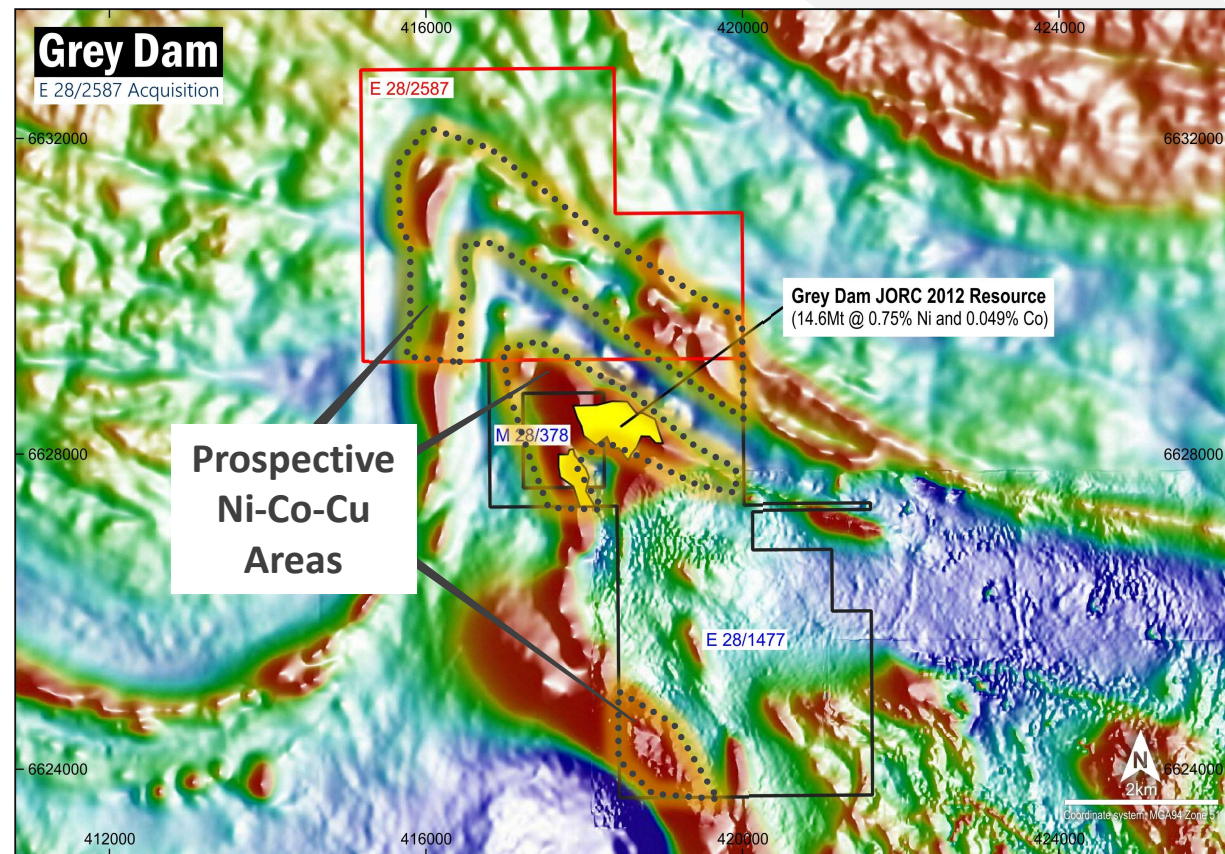 416000
420000
424000
Grey Dam
E 28/2587 Acquisition
E 28/2587
6632000
6632000
Grey Dam JORC 2012 Resource
(14.6Mt @ 0.75% Ni and 0.049% Co)
M 28/378
Prospective
Ni-Co-Cu
Areas
6628000
6628000
E 28/1477
N
6624000
6624000
2km
Coordinate system: MGA94 Zone 51
412000
416000
420000
424000